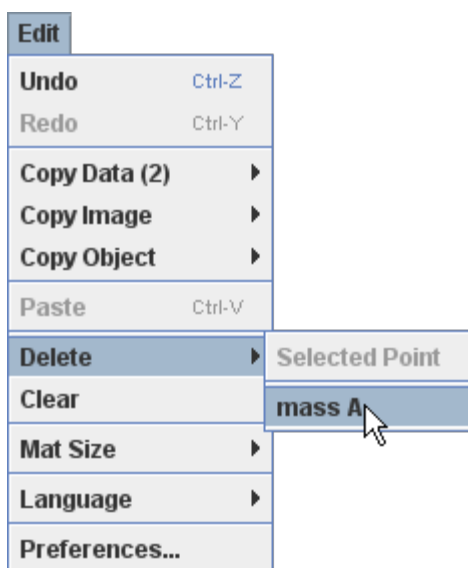 Edit
Undo Ctrl-Z
Redo Ctrl-Y
Copy Data (2)
Copy Image
Copy Object
Paste Ctrl-V
Delete
Selected Point
Clear
mass A
Mat Size
Language
Preferences...